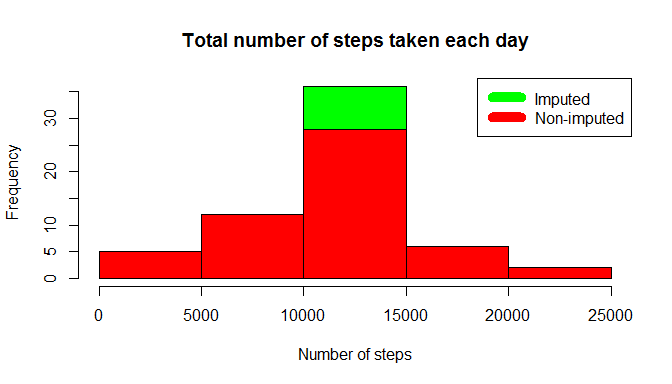 Total number of steps taken each day
Imputed
Non-imputed
Frequency
30
20
10
5
0
0 5000 10000 15000 20000 25000
Number of steps